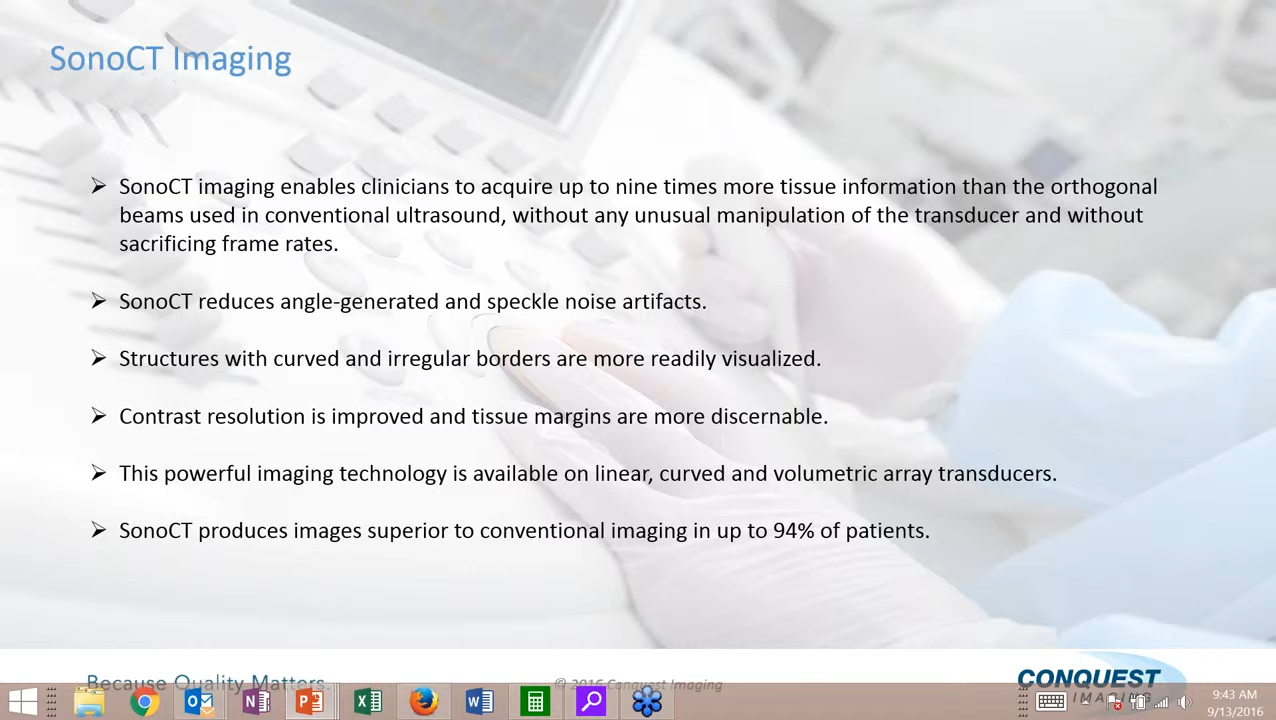 SonoCT Imaging
➢ SonoCT imaging enables clinicians to acquire up to nine times more tissue information than the orthogonal
beams used in conventional ultrasound, without any unusual manipulation of the transducer and without
sacrificing frame rates.
➢ SonoCT reduces angle-generated and speckle noise artifacts.
➢ Structures with curved and irregular borders are more readily visualized.
➢ Contrast resolution is improved and tissue margins are more discernable.
➢ This powerful imaging technology is available on linear, curved and volumetric array transducers.
➢ SonoCT produces images superior to conventional imaging in up to 94% of patients.
Because Quality Matters.
© 2016 Conquest Imaging
CONQUEST
IMAGING
9:43 AM
9/13/2016